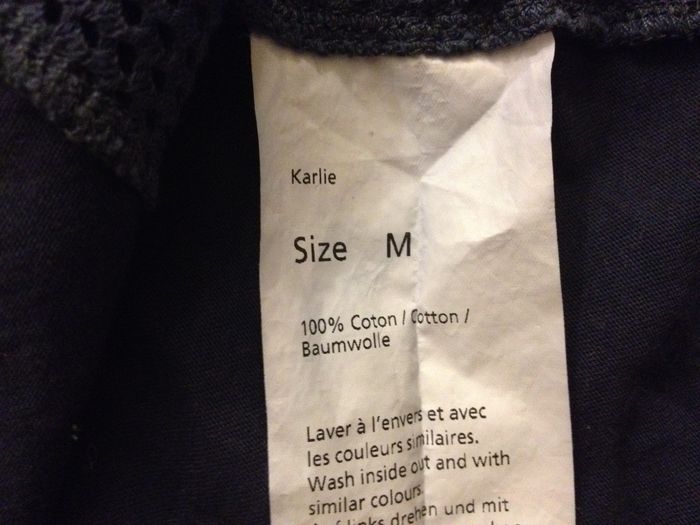 Karlie
Size M
100% Coton / Cotton /
Baumwolle
Laver à l'envers et avec
les couleurs similaires.
Wash inside out and with
similar colours.
links drehen und mit